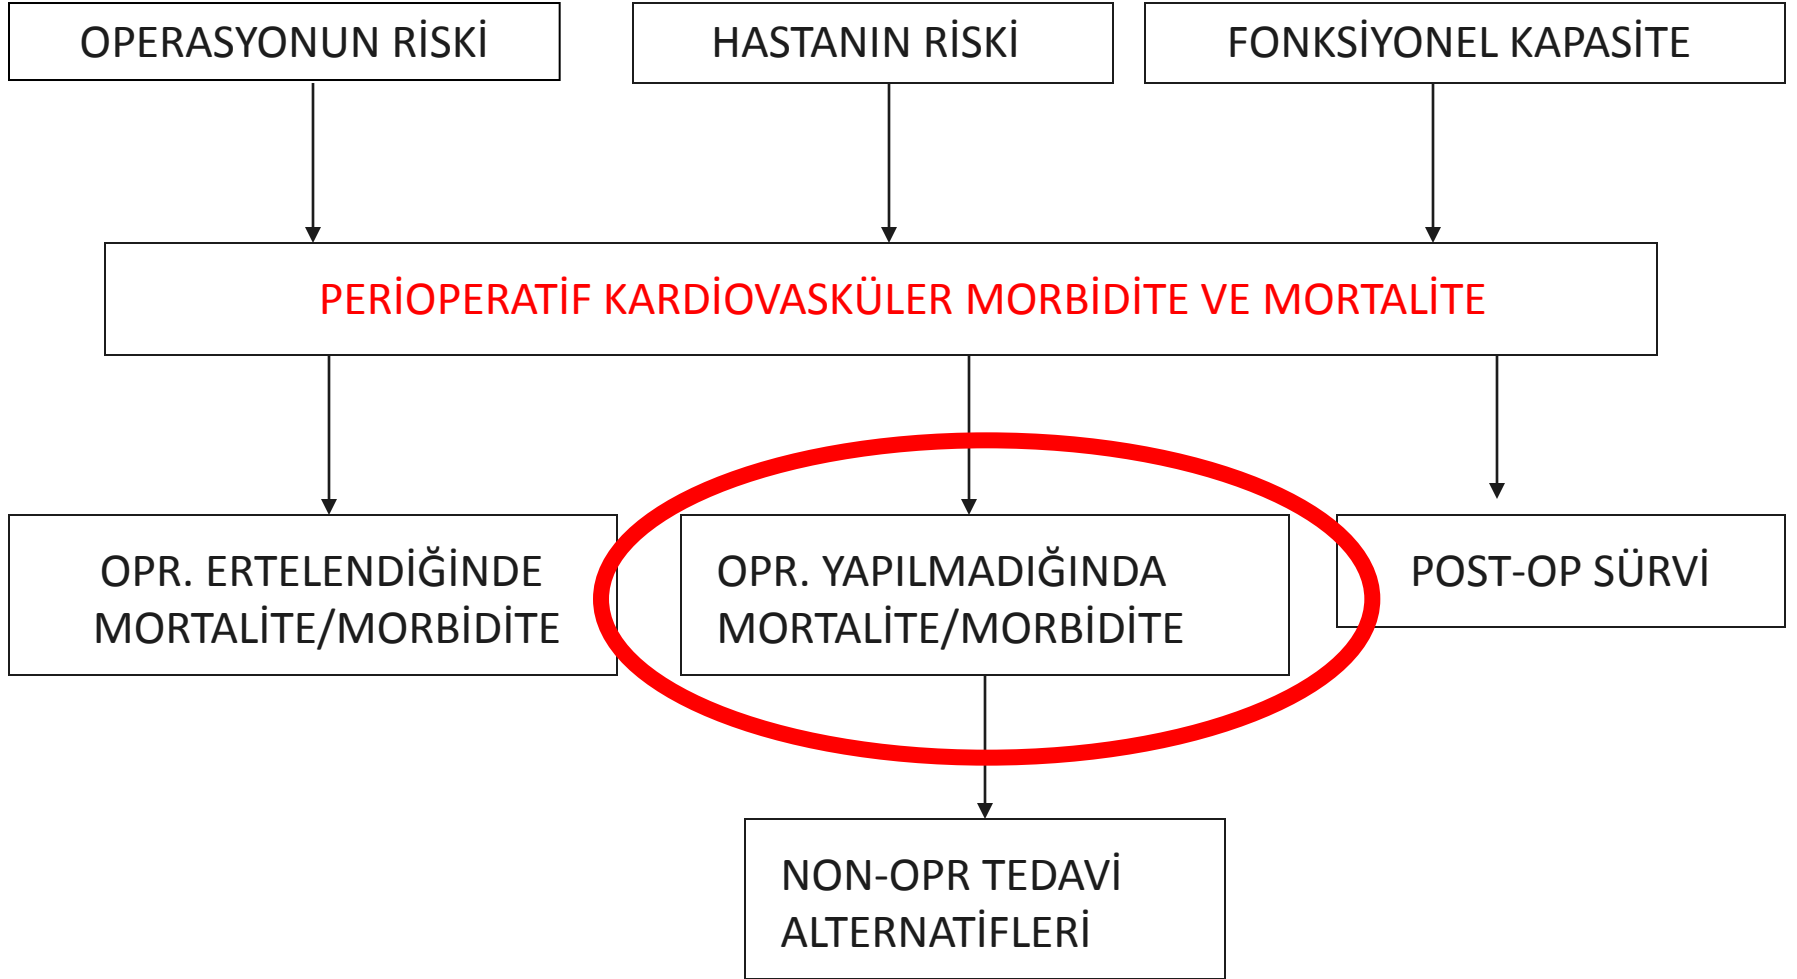 OPERASYONUN RİSKİ
HASTANIN RİSKİ
FONKSİYONEL KAPASİTE
PERİOPERATİF KARDİOVASKÜLER MORBİDİTE VE MORTALİTE
OPR. ERTELENDİĞİNDE
MORTALİTE/MORBİDİTE
OPR. YAPILMADIĞINDA
MORTALİTE/MORBİDİTE
POST-OP SÜRVİ
NON-OPR TEDAVİ
ALTERNATİFLERİ